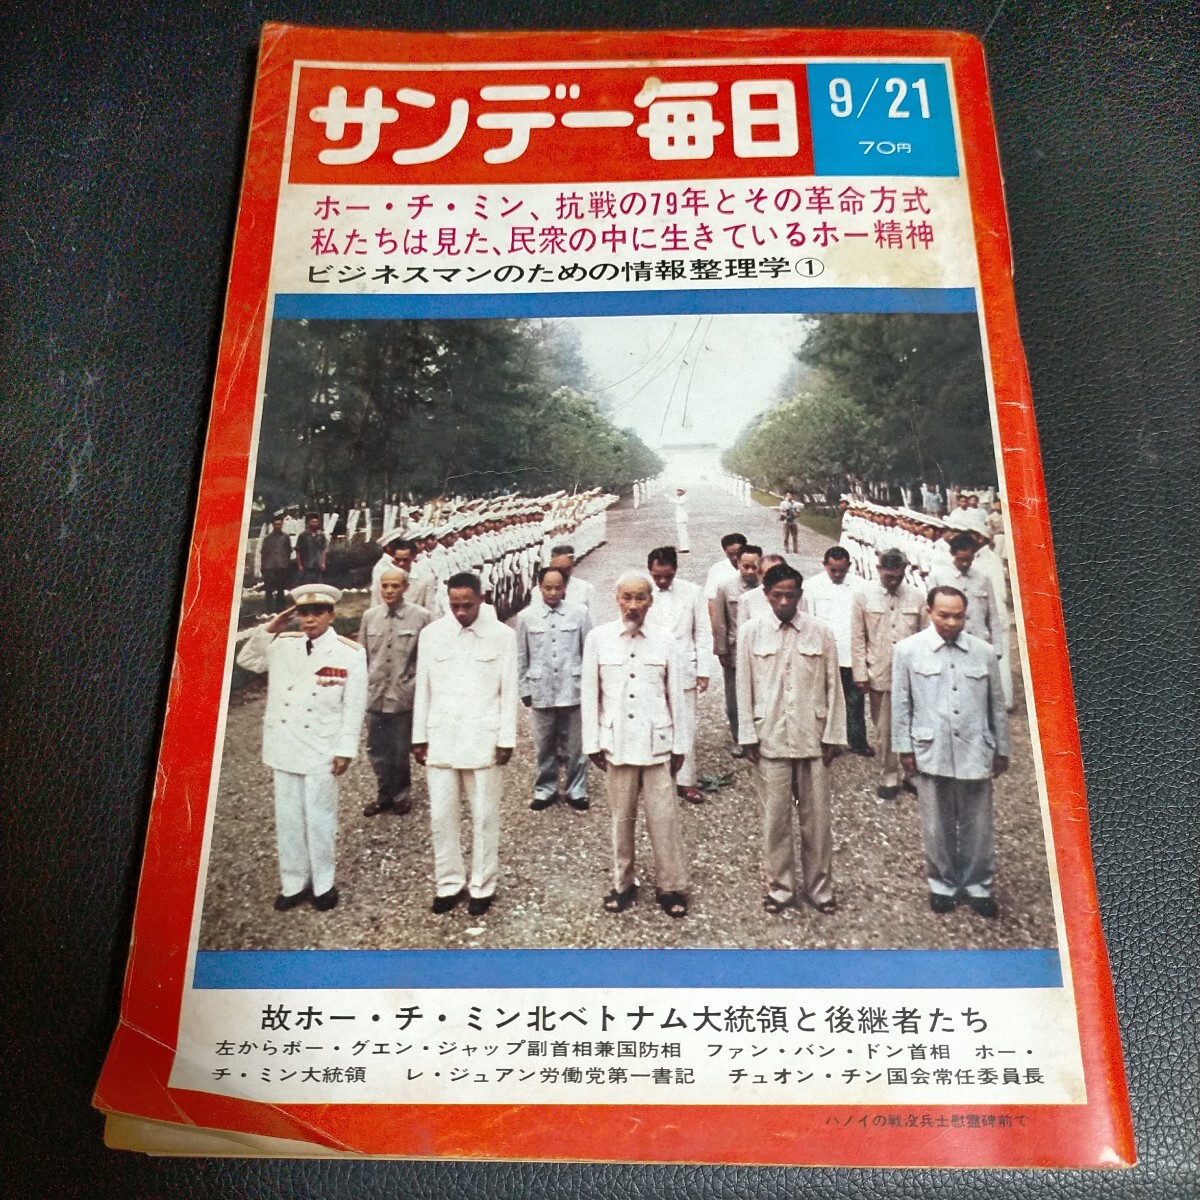 サンデー毎日
9/21
70円
ホー・チ・ミン、抗戦の79年とその革命方式
私たちは見た、民衆の中に生きているホー精神
ビジネスマンのための情報整理学①
故ホー・チ・ミン北ベトナム大統領と後継者たち
左からボー・グエン・ジャップ副首相兼国防相　ファン・バン・ドン首相　ホー・
チ・ミン大統領　レ・ジュアン労働党第一書記　チュオン・チン国会常任委員長
ハノイの戦没兵士慰霊碑前で